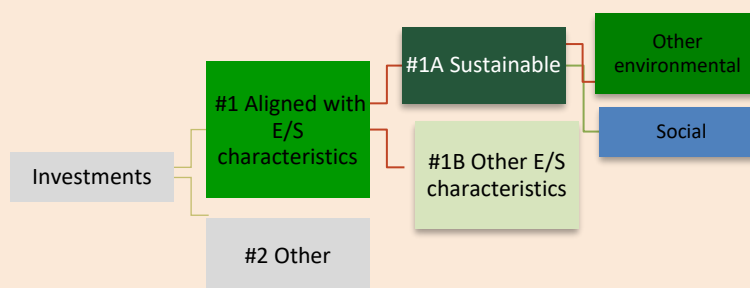 Investments
#1 Aligned with
E/S
characteristics
#2 Other
#1A Sustainable
#1B Other E/S
characteristics
Other
environmental
Social